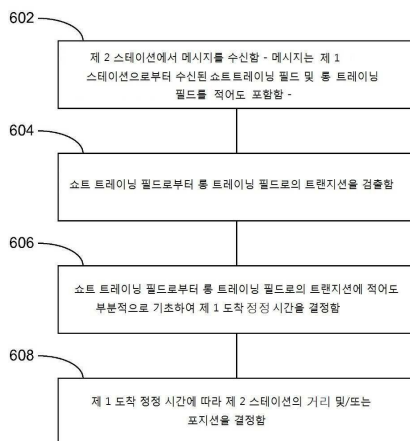 602
제 2 스테이션에서 메시지를 수신함 - 메시지는 제 1
스테이션으로부터 수신된 쇼트트레이닝 필드 및 롱 트레이닝
필드를 적어도 포함함 -
604
쇼트 트레이닝 필드로부터 롱 트레이닝 필드로의 트랜지션을 검출함
606
쇼트 트레이닝 필드로부터 롱 트레이닝 필드로의 트랜지션에 적어도
부분적으로 기초하여 제 1 도착 정정 시간을 결정함
608
제 1 도착 정정 시간에 따라 제 2 스테이션의 거리 및/또는
포지션을 결정함